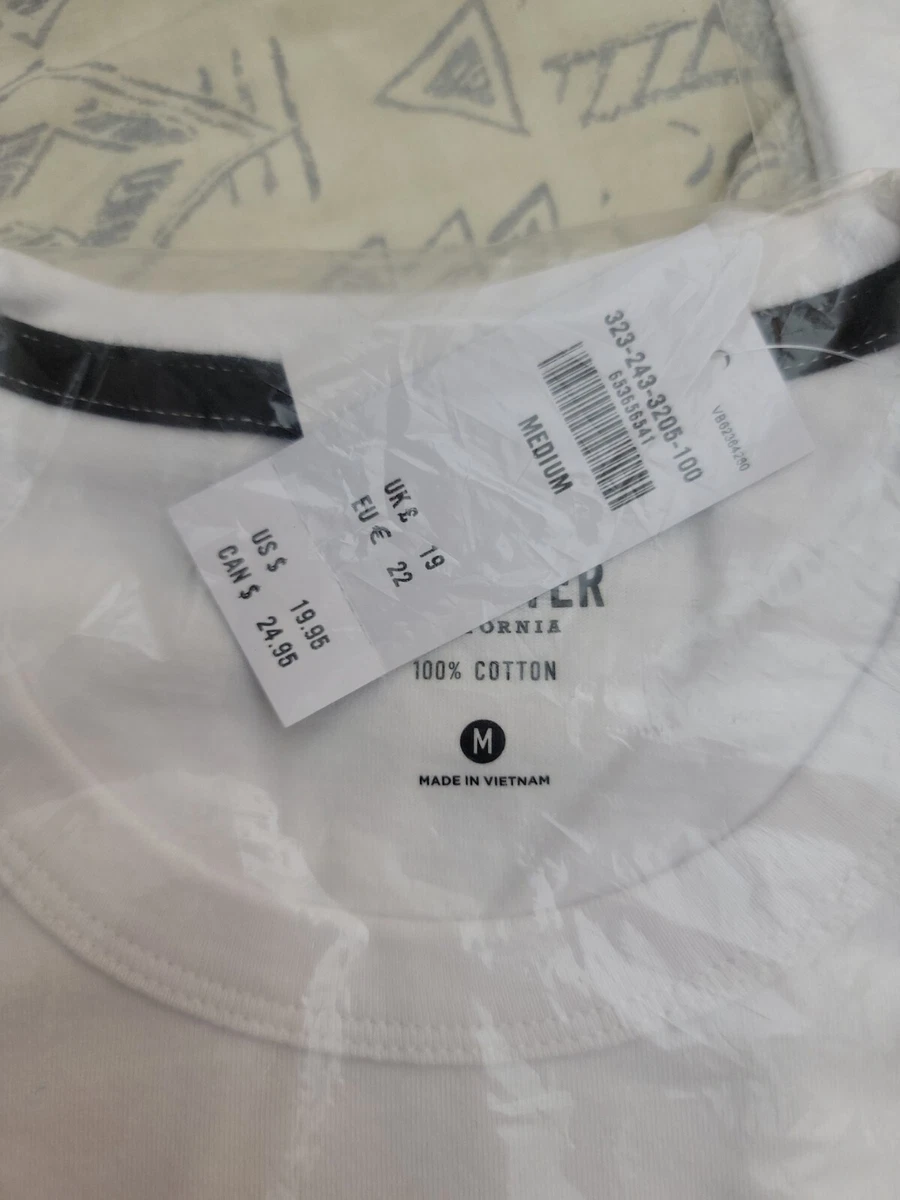 323-243-3205-100
653656541
MEDIUM
UK £ 19
EU € 22
US $ 19.95
CAN $ 24.95
ORNIA
100% COTTON
M
MADE IN VIETNAM